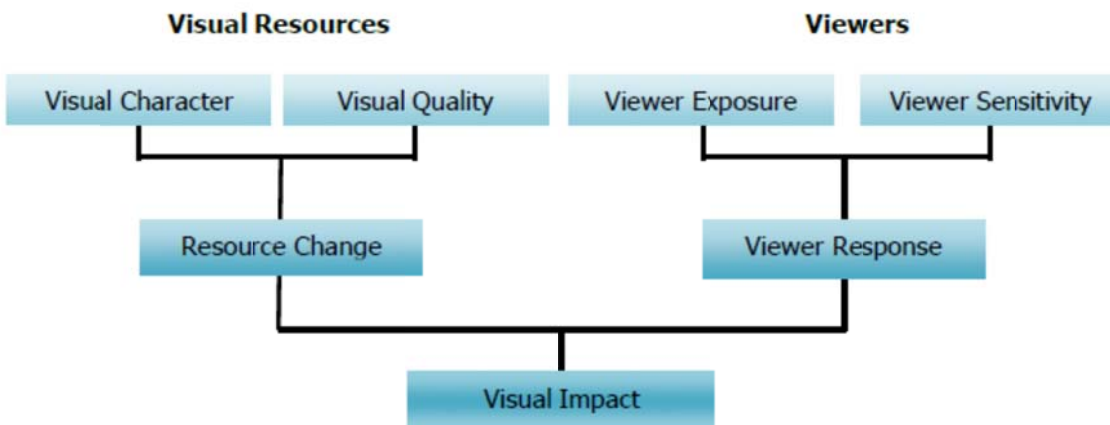 Visual Resources
Viewers
Visual Character
Visual Quality
Viewer Exposure
Viewer Sensitivity
Resource Change
Viewer Response
Visual Impact